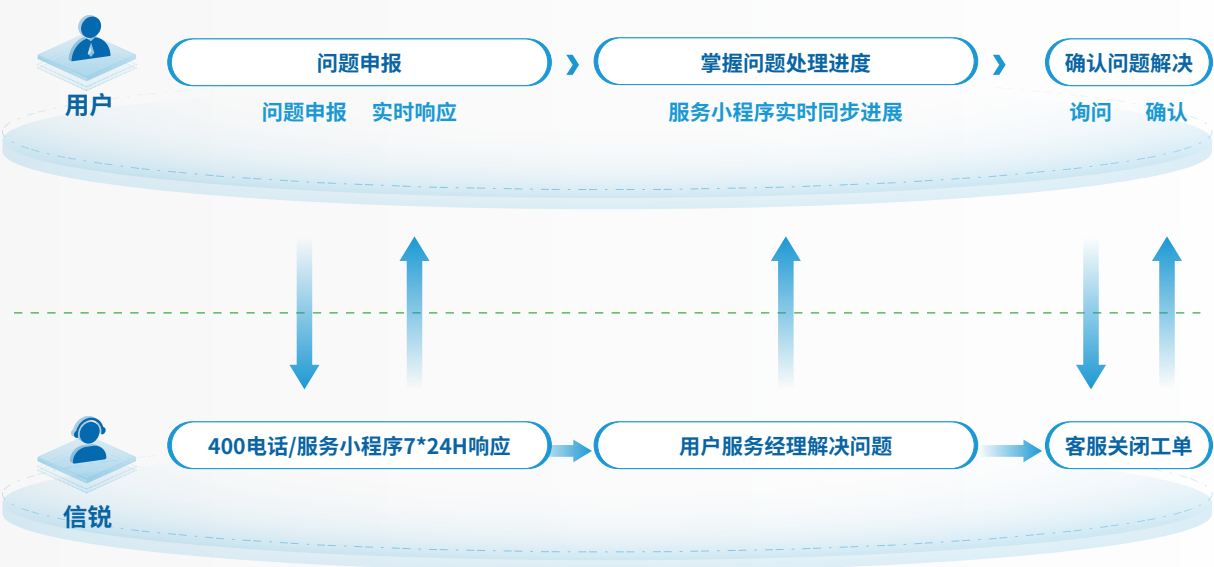 问题申报
掌握问题处理进度
确认问题解决
用户
问题申报 实时响应
服务小程序实时同步进展
询问 确认
400电话/服务小程序7*24H响应
用户服务经理解决问题
客服关闭工单
信锐